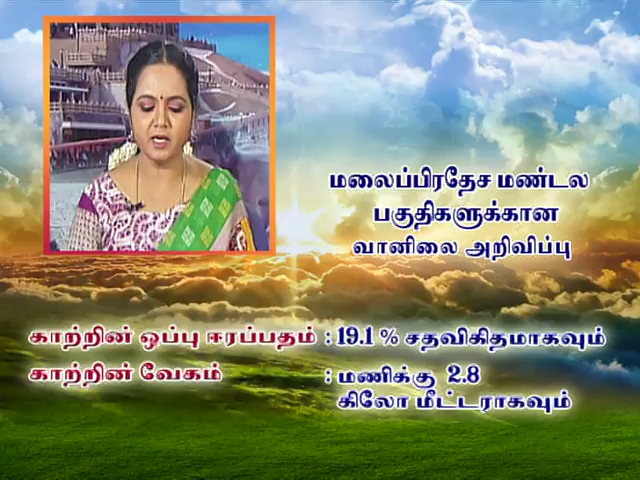 மலைப்பிரதேச மண்டல
பகுதிகளுக்கான
வானிலை அறிவிப்பு
காற்றின் ஒப்பு ஈரப்பதம் : 19.1 % சதவிகிதமாகவும்
காற்றின் வேகம் : மணிக்கு 2.8
கிலோ மீட்டராகவும்